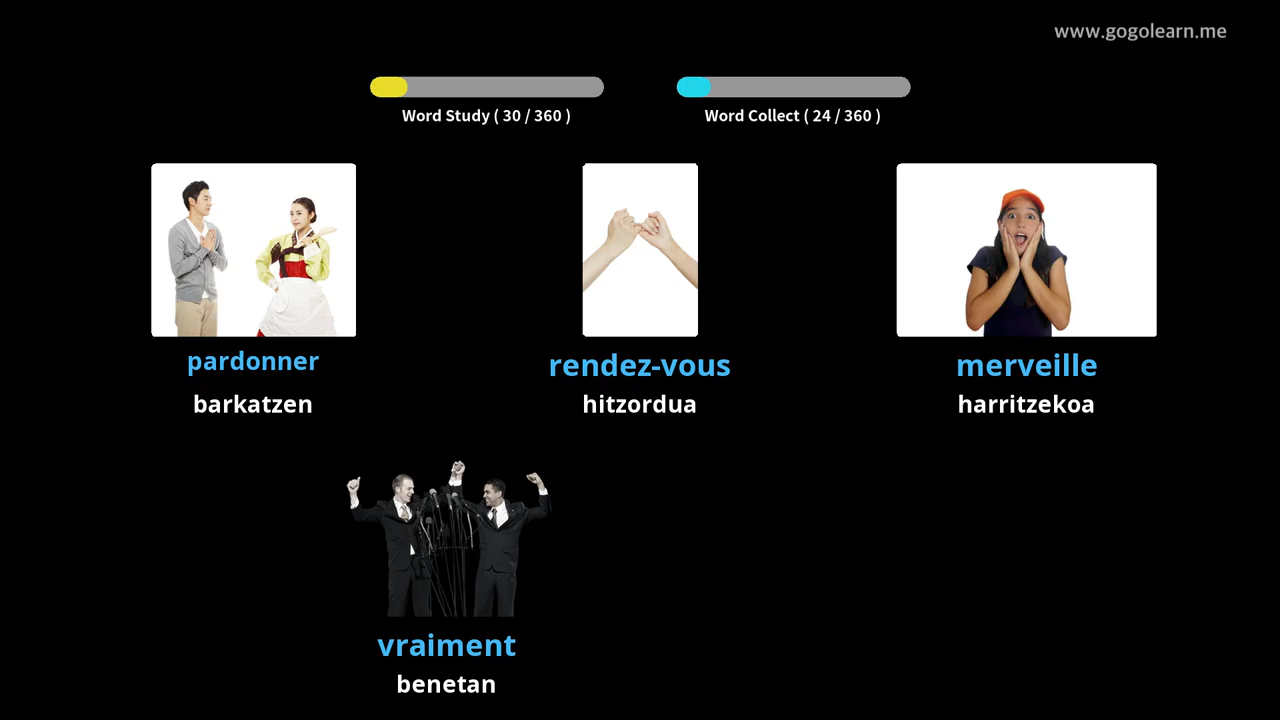 www.gogolearn.me
Word Study ( 30 / 360 )
Word Collect ( 24 / 360 )
pardonner
barkatzen
rendez-vous
hitzordua
merveille
harritzekoa
vraiment
benetan